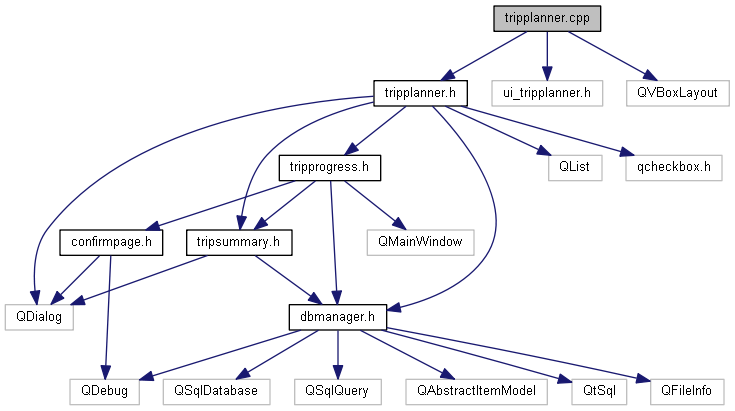 tripplanner.cpp
tripplanner.h
ui_tripplanner.h
QVBoxLayout
tripprogress.h
QList
qcheckbox.h
confirmpage.h
tripsummary.h
QMainWindow
QDialog
dbmanager.h
QDebug
QSqlDatabase
QSqlQuery
QAbstractItemModel
QtSql
QFileInfo